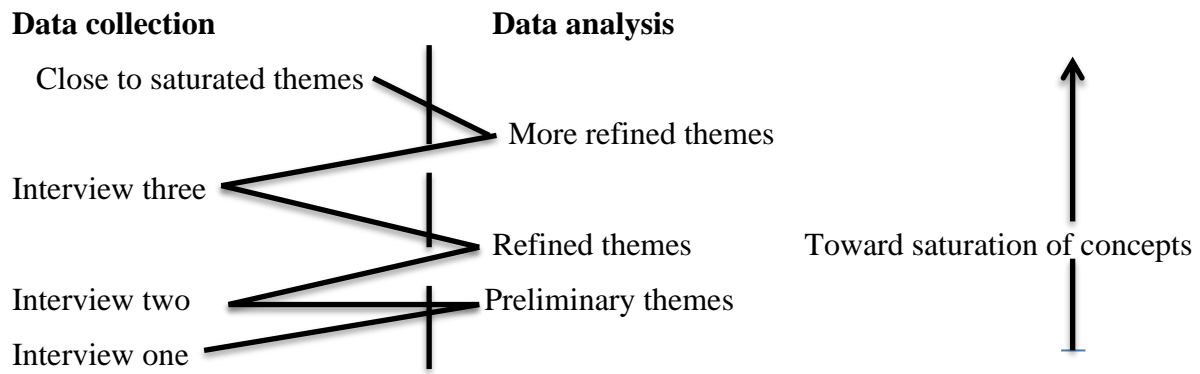 Data collection
Data analysis
Close to saturated themes
More refined themes
Interview three
Refined themes
Toward saturation of concepts
Interview two
Preliminary themes
Interview one